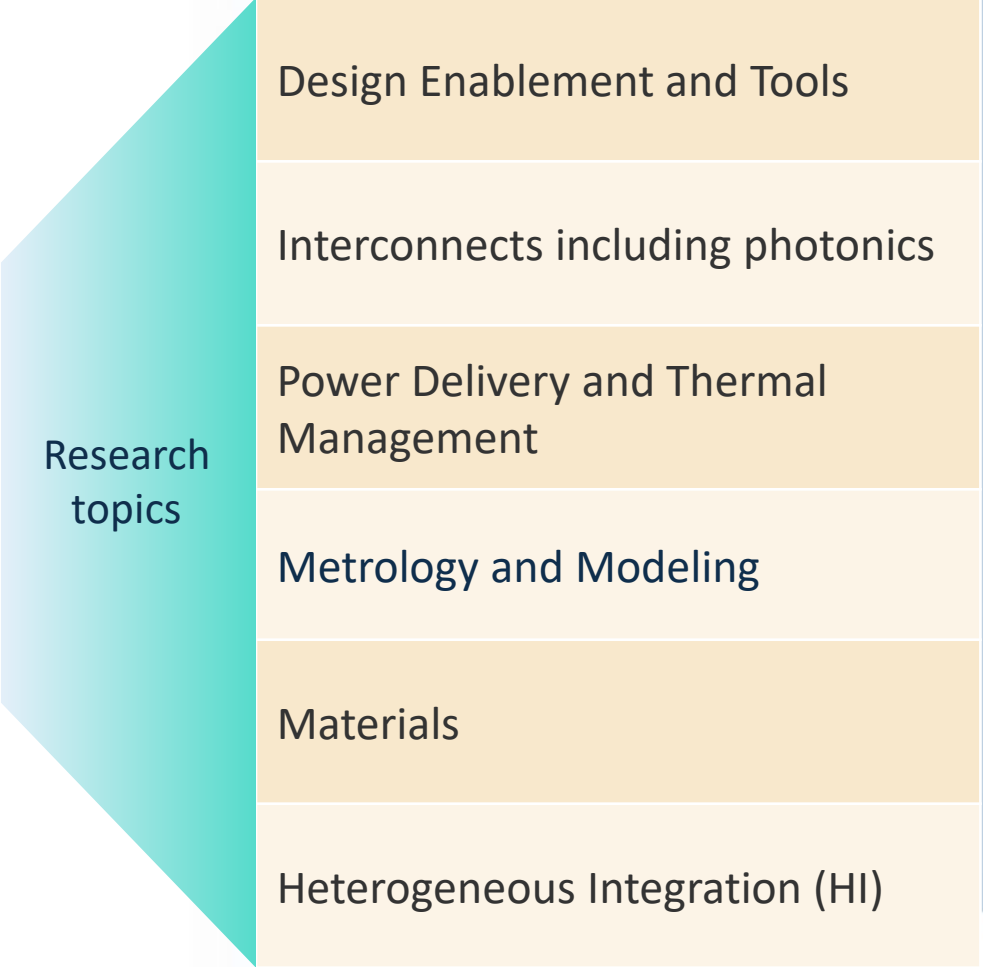 Research
topics
Design Enablement and Tools
Interconnects including photonics
Power Delivery and Thermal
Management
Metrology and Modeling
Materials
Heterogeneous Integration (HI)